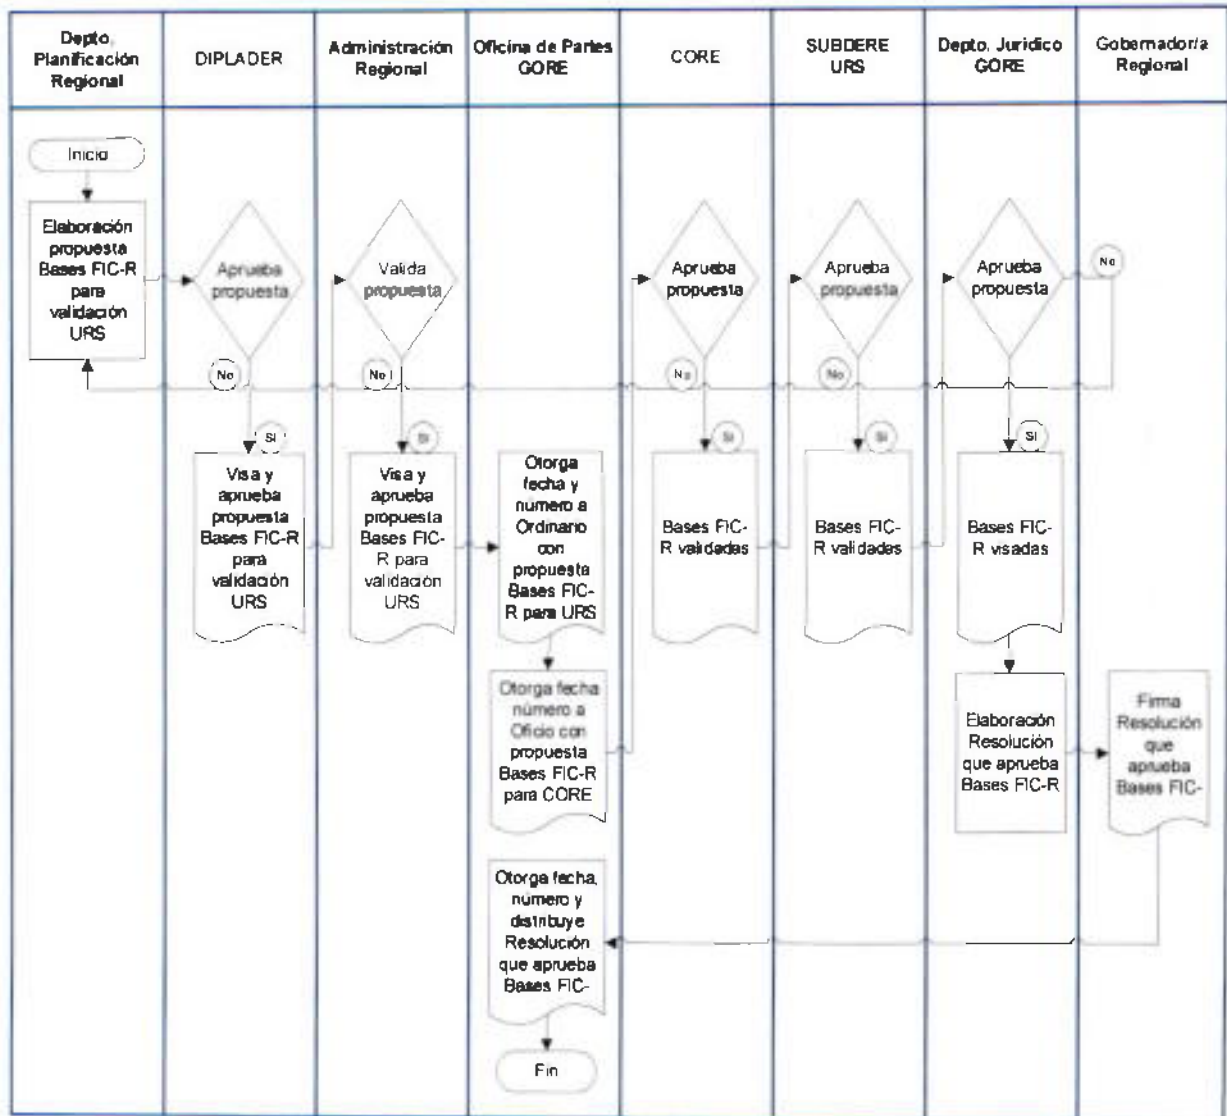 Depto.
Planificación
Regional
DIPLADER
Administración
Regional
Oficina de Partes
GORE
CORE
SUBDERE
URS
Depto. Jurídico
GORE
Gobernador/a
Regional
Inicio
Elaboración
propuesta
Bases FIC-R
para
validación
URS
Aprueba
propuesta
Valida
propuesta
Aprueba
propuesta
Aprueba
propuesta
Aprueba
propuesta
No
No
No
No
No
Si
Si
Si
Si
Si
Visa y
aprueba
propuesta
Bases FIC-R
para
validación
URS
Visa y
aprueba
propuesta
Bases FIC-
R para
validación
URS
Otorga
fecha y
número a
Ordinario
con
propuesta
Bases FIC-
R para URS
Bases FIC-
R validadas
Bases FIC-
R validadas
Bases FIC-
R visadas
Otorga fecha
número a
Oficio con
propuesta
Bases FIC-R
para CORE
Elaboración
Resolución
que aprueba
Bases FIC-R
Firma
Resolución
que
aprueba
Bases FIC-
Otorga fecha,
número y
distribuye
Resolución
que aprueba
Bases FIC-
Fin